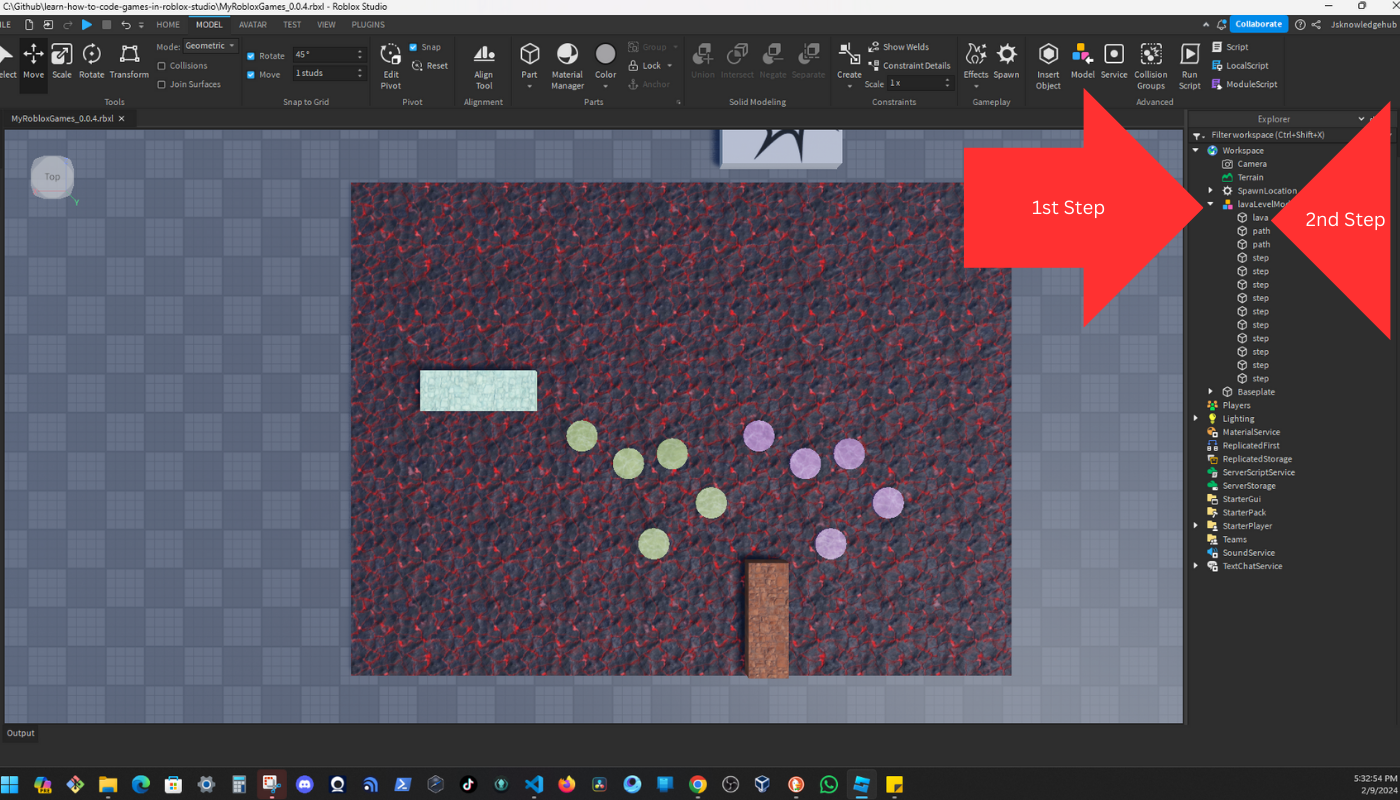 C:\Github\learn-how-to-code-games-in-roblox-studio\MyRobloxGames_0.0.4.rbxl - Roblox Studio
HOME MODEL AVATAR TEST VIEW PLUGINS
Collaborate
Jsknowledgehub
Move
Scale
Rotate
Transform
Mode: Geometric
Collisions
Join Surfaces
Tools
Rotate 45°
Move 1 studs
Snap to Grid
Edit
Pivot
Snap
Reset
Pivot
Align
Tool
Alignment
Part
Material
Manager
Color
Group
Lock
Anchor
Parts
Union
Intersect
Negate
Separate
Solid Modeling
Create
Show Welds
Constraint Details
Scale 1 x
Constraints
Effects
Spawn
Gameplay
Insert
Object
Model
Service
Collision
Groups
Run
Script
Script
LocalScript
ModuleScript
Advanced
MyRobloxGames_0.0.4.rbxl
Top
Y
1st Step
2nd Step
Explorer
Filter workspace (Ctrl+Shift+X)
Workspace
Camera
Terrain
SpawnLocation
lava
path
path
step
step
step
step
step
step
step
step
step
step
Baseplate
Players
Lighting
MaterialService
ReplicatedFirst
ReplicatedStorage
ServerScriptService
ServerStorage
StarterGui
StarterPack
StarterPlayer
Teams
SoundService
TextChatService
Output
PRE
5:32:54 PM
2/9/2024